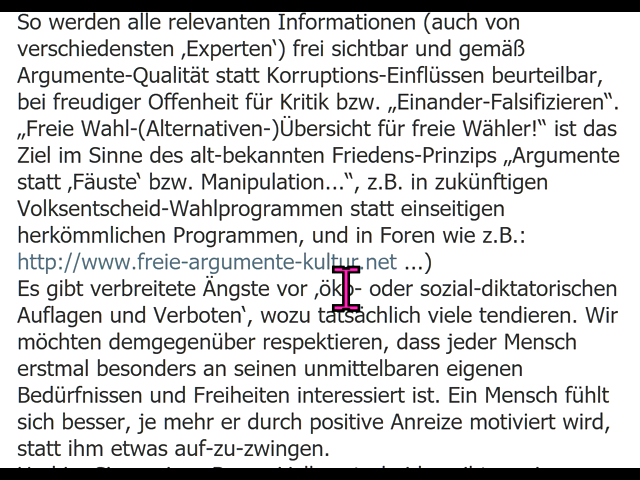 So werden alle relevanten Informationen (auch von
verschiedensten ‚Experten‘) frei sichtbar und gemäß
Argumente-Qualität statt Korruptions-Einflüssen beurteilbar,
bei freudiger Offenheit für Kritik bzw. „Einander-Falsifizieren“.
„Freie Wahl-(Alternativen-)Übersicht für freie Wähler!“ ist das
Ziel im Sinne des alt-bekannten Friedens-Prinzips „Argumente
statt ‚Fäuste‘ bzw. Manipulation...“, z.B. in zukünftigen
Volksentscheid-Wahlprogrammen statt einseitigen
herkömmlichen Programmen, und in Foren wie z.B.:
http://www.freie-argumente-kultur.net ...)
Es gibt verbreitete Ängste vor ‚öko- oder sozial-diktatorischen
Auflagen und Verboten‘, wozu tatsächlich viele tendieren. Wir
möchten demgegenüber respektieren, dass jeder Mensch
erstmal besonders an seinen unmittelbaren eigenen
Bedürfnissen und Freiheiten interessiert ist. Ein Mensch fühlt
sich besser, je mehr er durch positive Anreize motiviert wird,
statt ihm etwas auf-zu-zwingen.